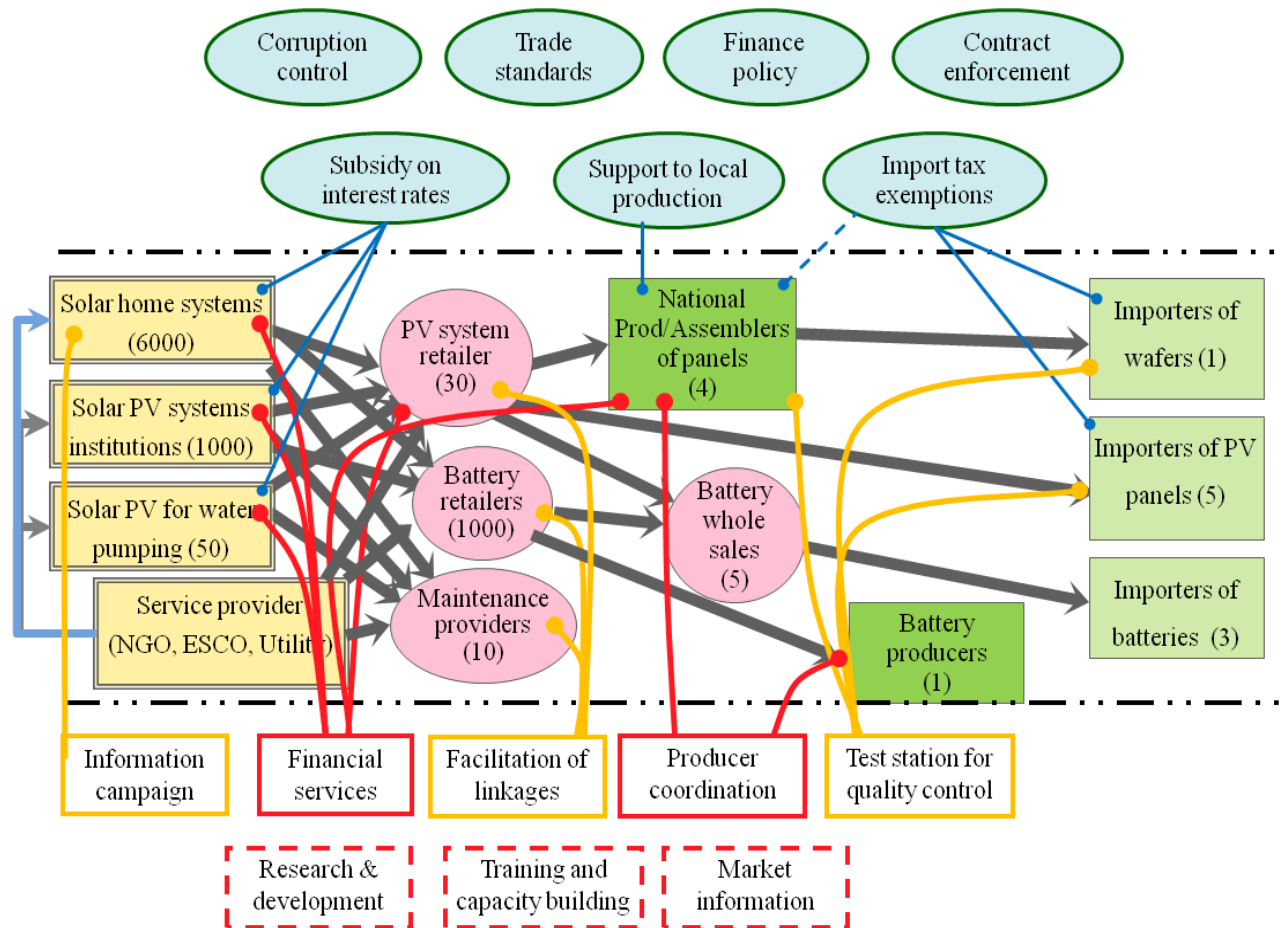 Corruption
control
Trade
standards
Finance
policy
Contract
enforcement
Subsidy on
interest rates
Support to local
production
Import tax
exemptions
Solar home systems
(6000)
Solar PV systems
institutions (1000)
Solar PV for water
pumping (50)
Service provider
(NGO, ESCO, Utility)
PV system
retailer
(30)
Battery
retailers
(1000)
Maintenance
providers
(10)
National
Prod/Assemblers
of panels
(4)
Battery
whole
sales
(5)
Battery
producers
(1)
Importers of
wafers (1)
Importers of PV
panels (5)
Importers of
batteries (3)
Information
campaign
Financial
services
Facilitation of
linkages
Producer
coordination
Test station for
quality control
Research &
development
Training and
capacity building
Market
information